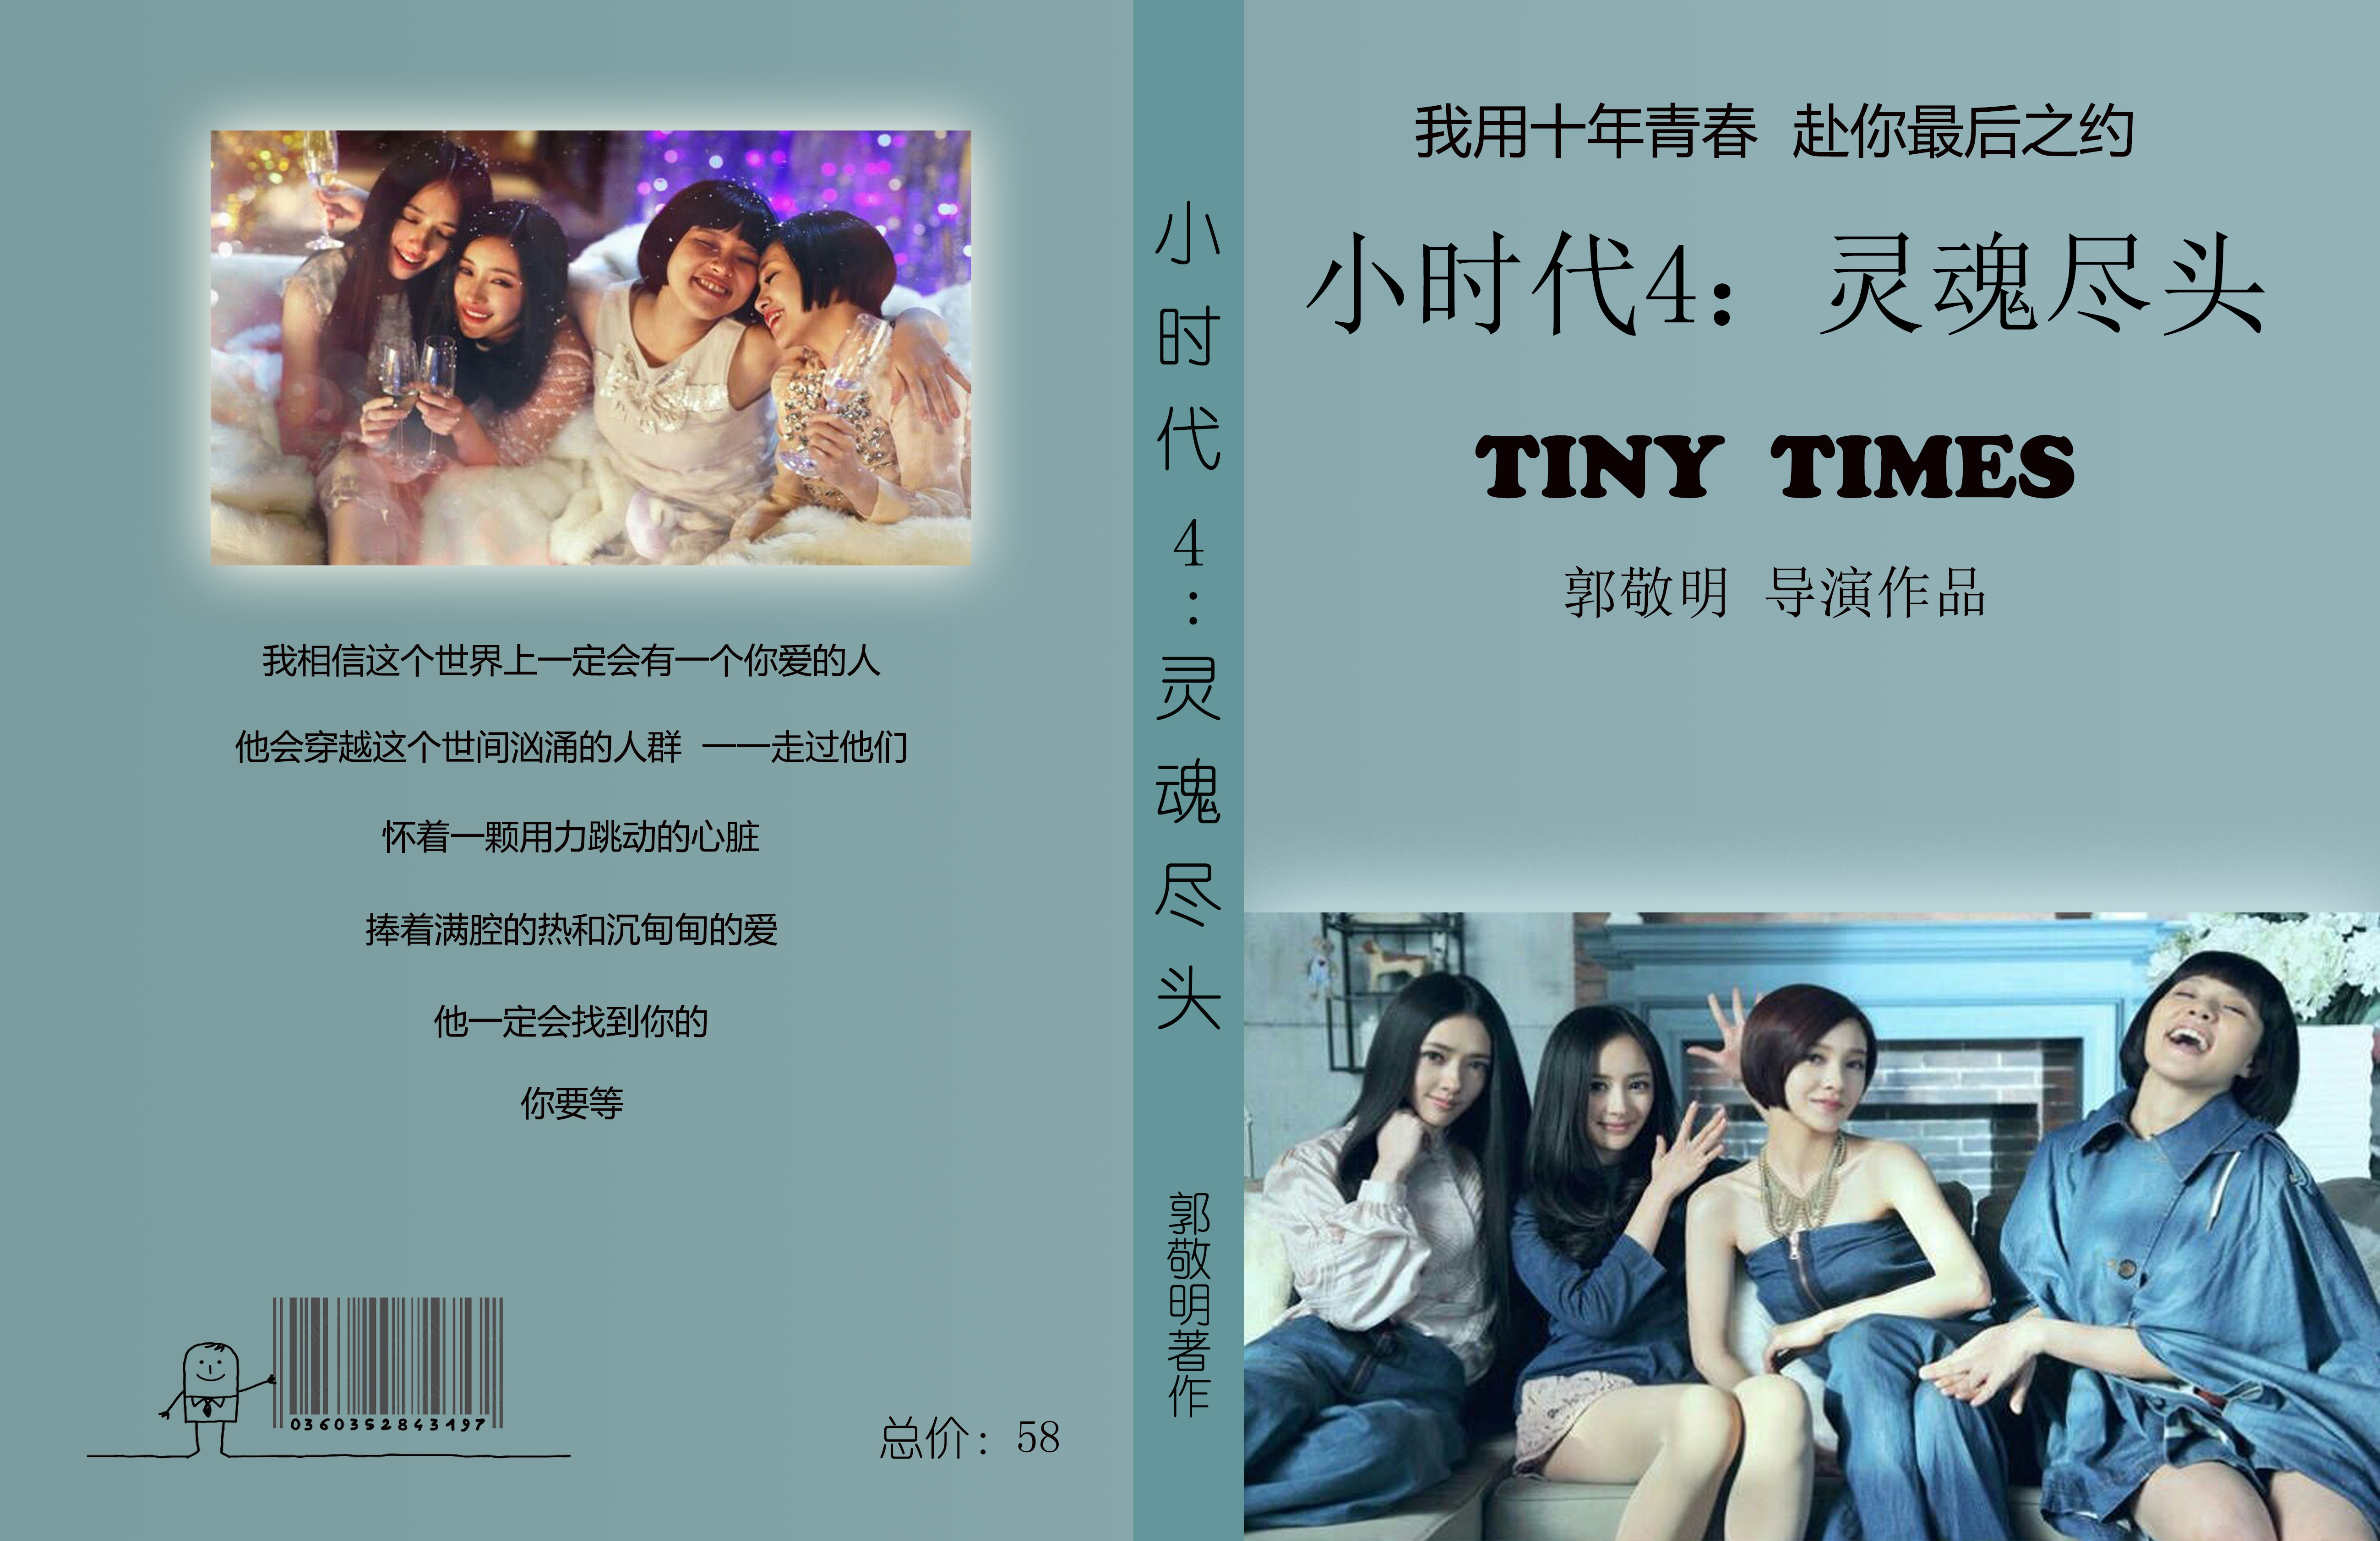 我用十年青春 赴你最后之约
小时代4： 灵魂尽头
TINY TIMES
郭敬明 导演作品
小时代4：灵魂尽头
郭敬明著作
我相信这个世界上一定会有一个你爱的人
他会穿越这个世间汹涌的人群 一一走过他们
怀着一颗用力跳动的心脏
捧着满腔的热和沉甸甸的爱
他一定会找到你的
你要等
0360352843197
总价：58